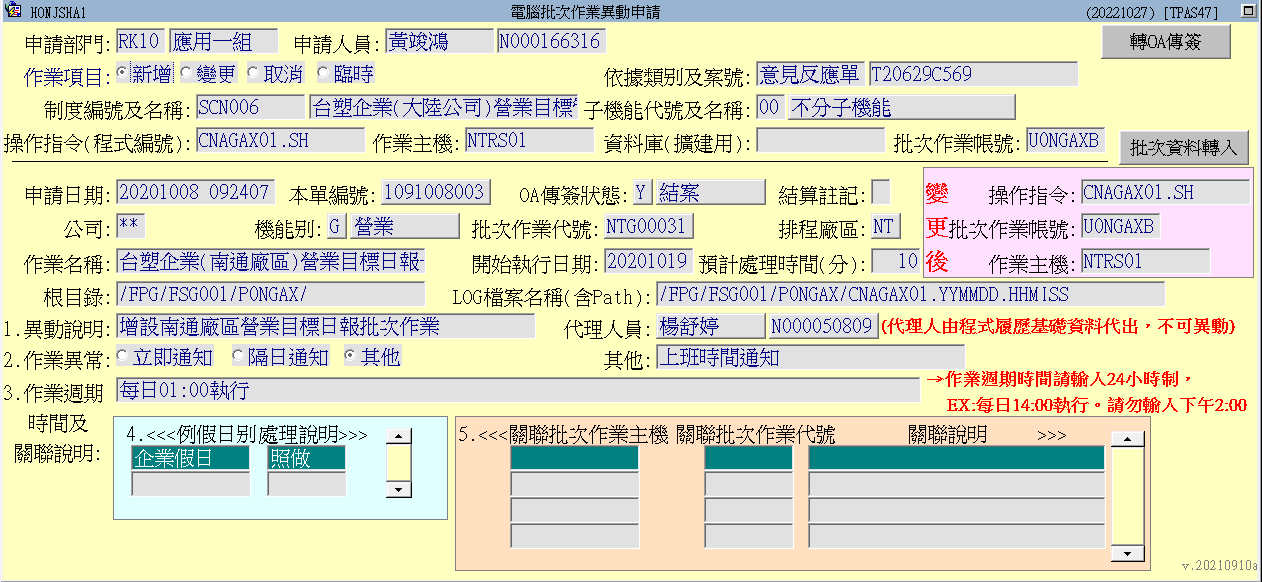 HONJSHA1 電腦批次作業異動申請 (20221027) [TPAS47]
申請部門: RK10 應用一組 申請人員: 黃竣鴻 N000166316 轉OA傳簽
作業項目: 新增 變更 取消 臨時 依據類別及案號: 意見反應單 T20629C569
制度編號及名稱: SCN006 台塑企業(大陸公司)營業目標 子機能代號及名稱: 00 不分子機能
操作指令(程式編號): CNAGAX01.SH 作業主機: NTRS01 資料庫(擴建用): 批次作業帳號: U0NGAXB 批次資料轉入
申請日期: 20201008 092407 本單編號: 1091008003 OA傳簽狀態: Y 結案 結算註記: 變 操作指令: CNAGAX01.SH
公司: ** 機能別: G 營業 批次作業代號: NTG00031 排程廠區: NT 更 批次作業帳號: U0NGAXB
作業名稱: 台塑企業(南通廠區)營業目標日報 開始執行日期: 20201019 預計處理時間(分): 10 後 作業主機: NTRS01
根目錄: /FPG/FSG001/P0NGAX/ LOG檔案名稱(含Path): /FPG/FSG001/P0NGAX/CNAGAX01.YYMMDD.HHMISS
1.異動說明: 增設南通廠區營業目標日報批次作業 代理人員: 楊舒婷 N000050809 (代理人由程式履歷基礎資料代出，不可異動)
2.作業異常: 立即通知 隔日通知 其他 其他: 上班時間通知
3.作業週期 每日01:00執行 →作業週期時間請輸入24小時制，
EX:每日14:00執行。請勿輸入下午2:00
時間及
關聯說明:
4.<<<例假日別處理說明>>>
企業假日 照做
5.<<<關聯批次作業主機 關聯批次作業代號 關聯說明 >>>
v.20210910a